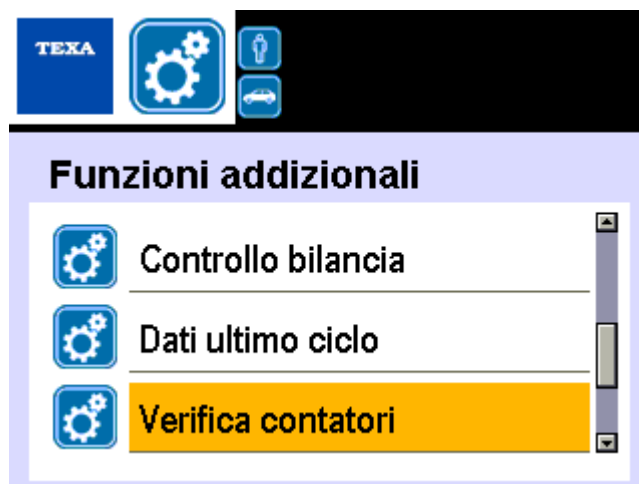 TEXA
Funzioni addizionali
Controllo bilancia
Dati ultimo ciclo
Verifica contatori